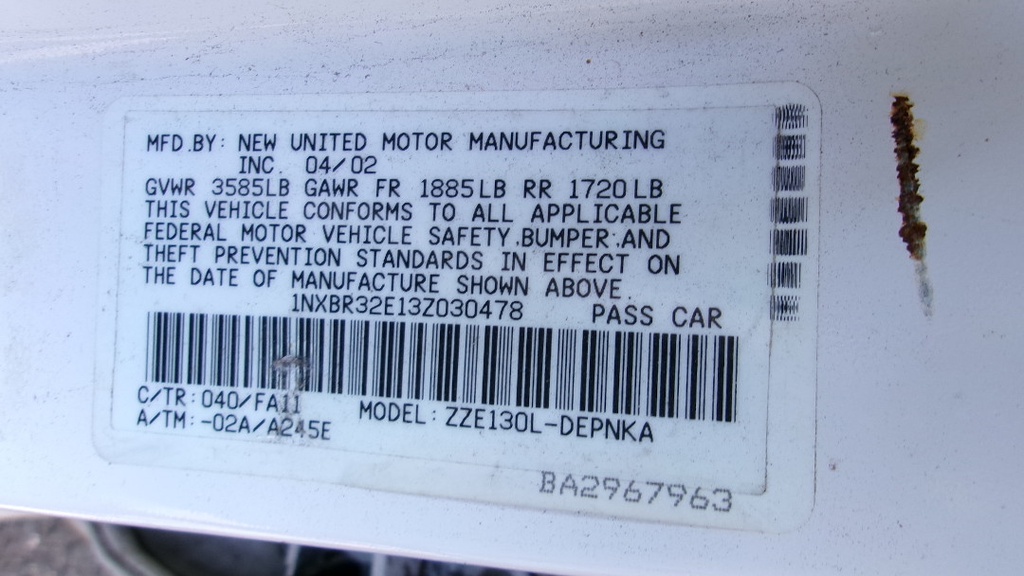 MFD.BY: NEW UNITED MOTOR MANUFACTURING
INC. 04/02
GVWR 3585LB GAWR FR 1885LB RR 1720LB
THIS VEHICLE CONFORMS TO ALL APPLICABLE
FEDERAL MOTOR VEHICLE SAFETY,BUMPER,AND
THEFT PREVENTION STANDARDS IN EFFECT ON
THE DATE OF MANUFACTURE SHOWN ABOVE.
1NXBR32E13Z030478 PASS CAR
C/TR:040/FA11 MODEL:ZZE130L-DEPNKA
A/TM:-02A/A245E
BA2967963